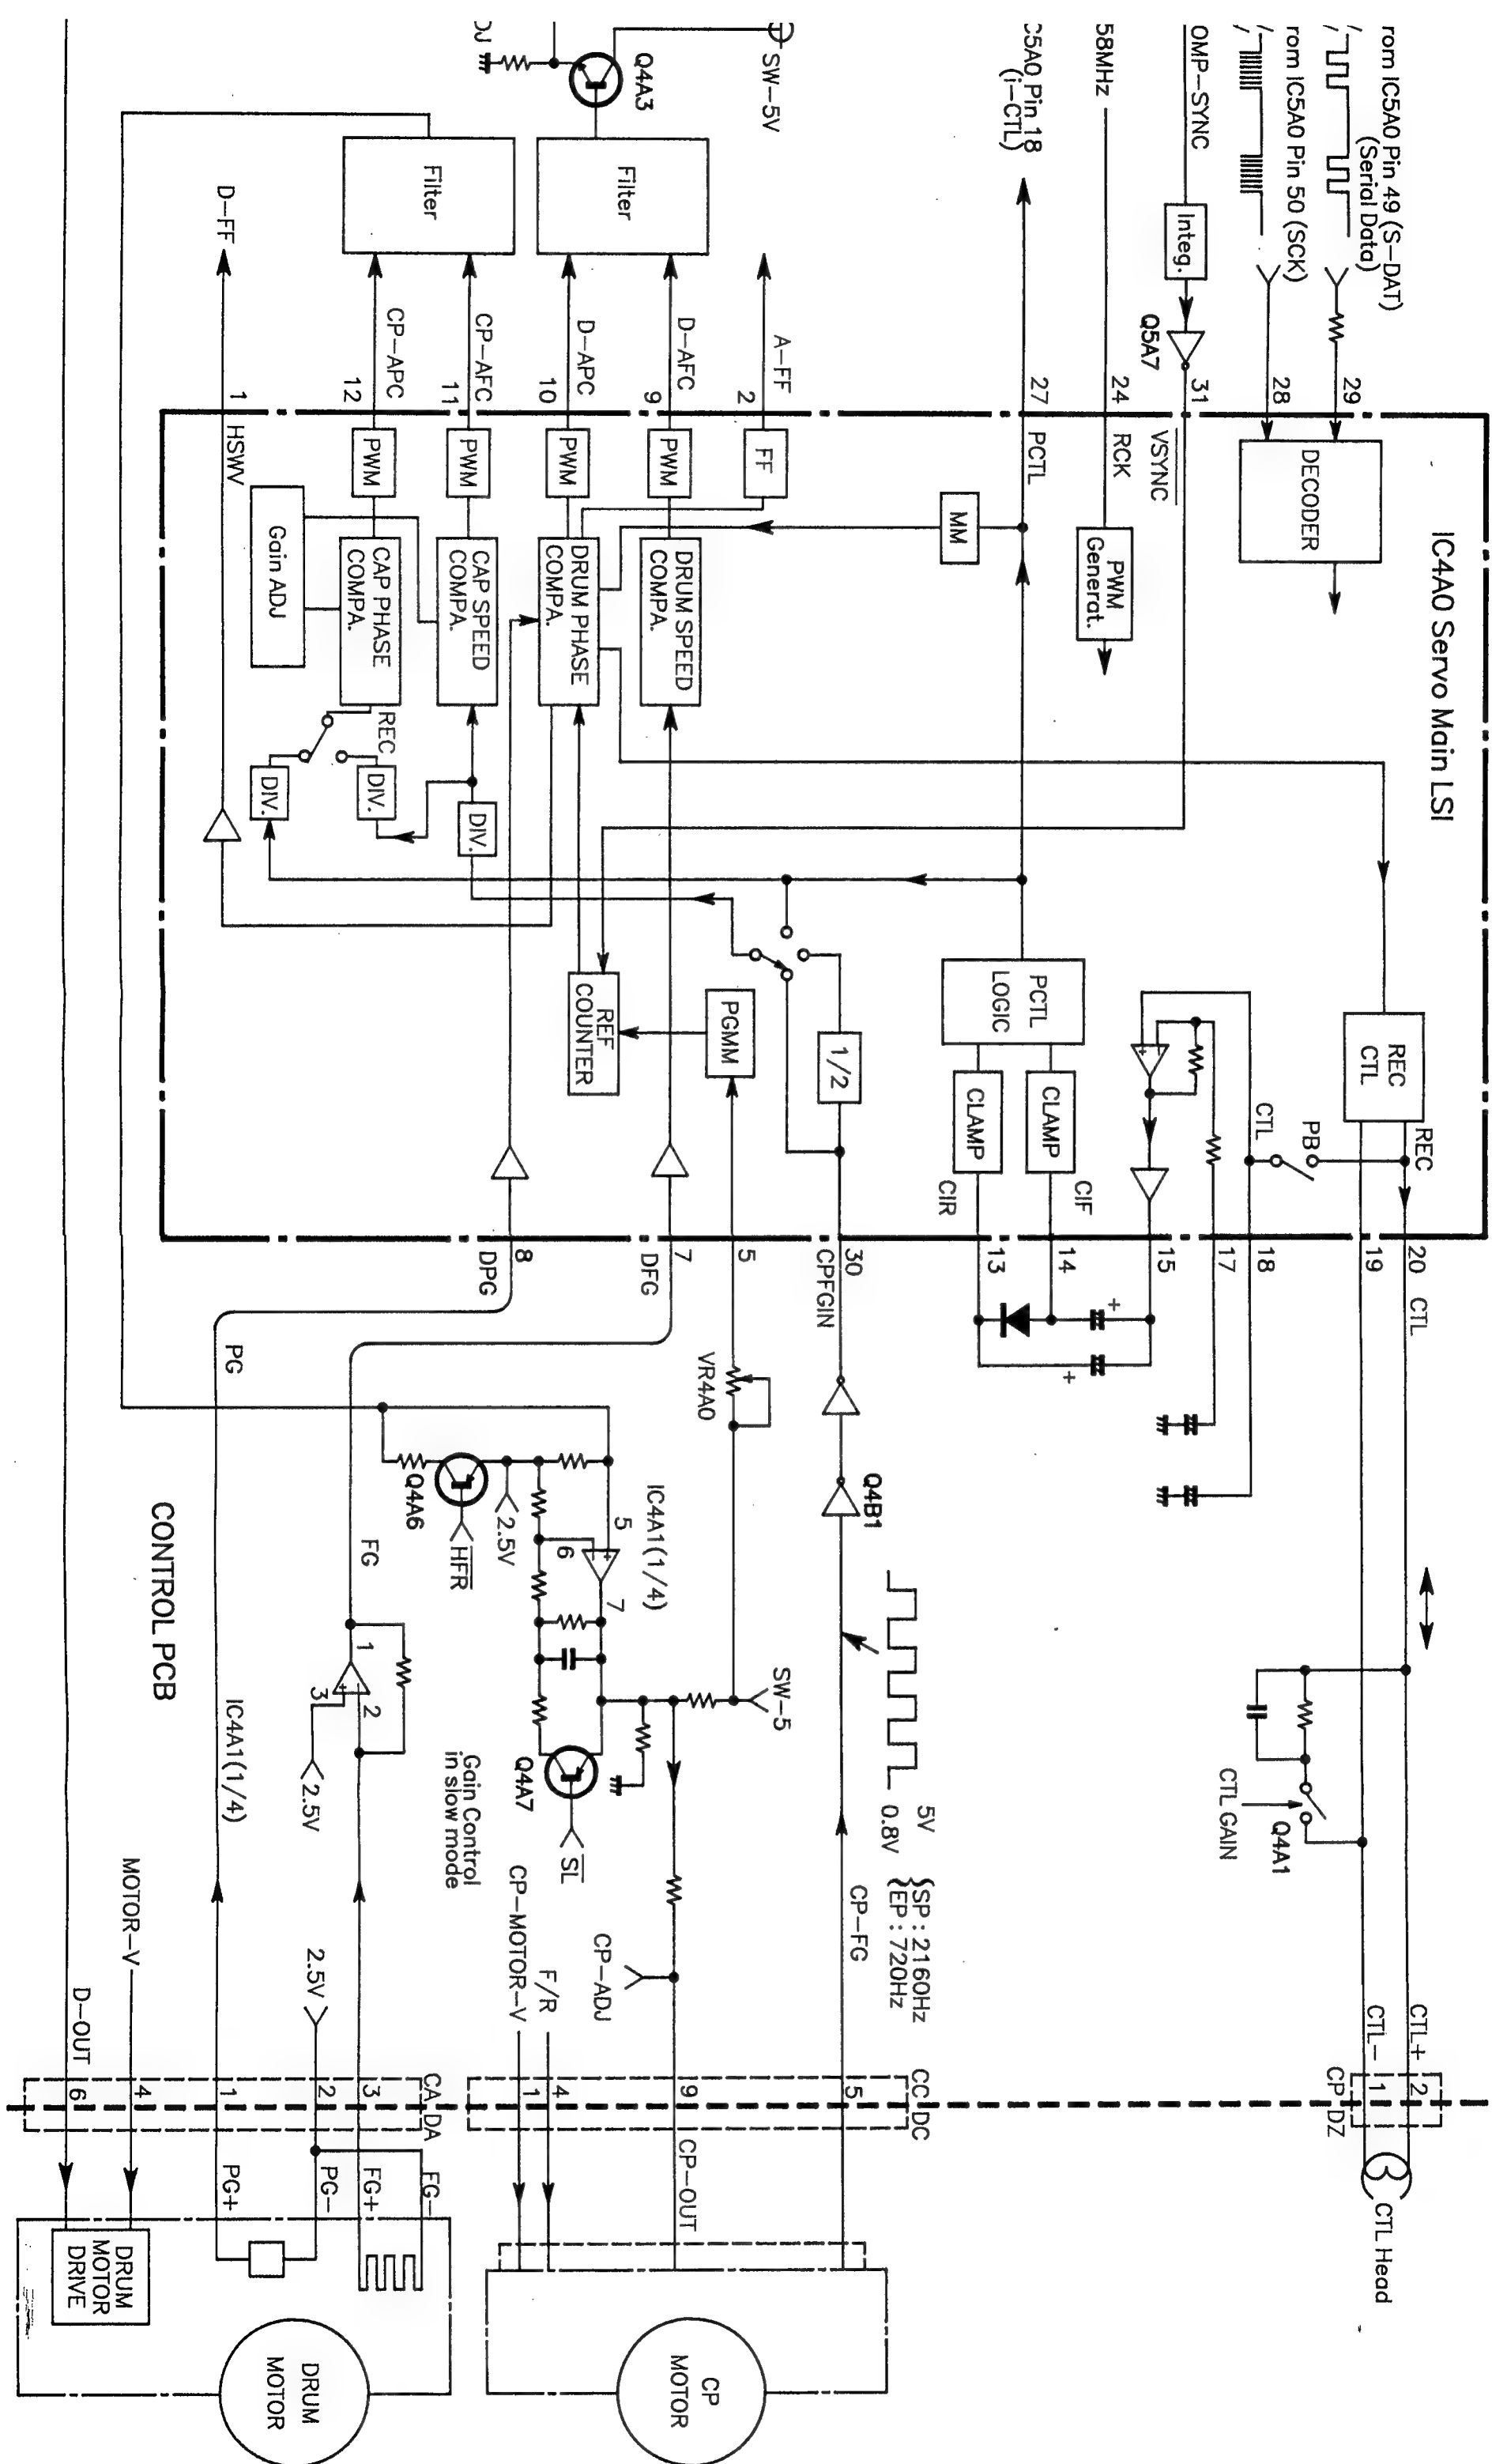 rom IC5A0 Pin 49 (S-DAT)
(Serial Data)
rom IC5A0 Pin 50 (SCK)
OMP-SYNC
Integ.
Q5A7
58MHz
C5A0 Pin 18
(i-CTL)
SW-5V
Q4A3
Filter
Filter
A-FF
D-AFC
D-APC
CP-AFC
CP-APC
D-FF
29
28
31
24
27
2
9
10
11
12
1
IC4A0 Servo Main LSI
DECODER
VSYNC
RCK
PCTL
PWM
Generat.
MM
FF
PWM
PWM
PWM
PWM
HSWV
DRUM SPEED
COMPA.
DRUM PHASE
COMPA.
CAP SPEED
COMPA.
CAP PHASE
COMPA.
Gain ADJ
REC
DIV.
DIV.
DIV.
REC
CTL
REC
PB
CTL
PCTL
LOGIC
CLAMP
CLAMP
CIF
CIR
1/2
PGMM
REF
COUNTER
20
19
18
17
15
14
13
30
5
7
8
CTL
+
+
CPFGIN
DFG
DPG
VR4A0
Q4B1
PG
FG
IC4A1(1/4)
5
6
7
2.5V
Q4A6
HFR
SW-5
Q4A7
SL
Gain Control
in slow mode
1
2
3
2.5V
IC4A1(1/4)
CONTROL PCB
5V
0.8V
SP : 2160Hz
EP : 720Hz
CP-FG
CTL GAIN
Q4A1
CP-ADJ
F/R
CP-MOTOR-V
2.5V
MOTOR-V
D-OUT
CTL+
CTL-
2
1
CP DZ
CTL Head
CC DC
5
9
4
1
CP-OUT
CP
MOTOR
CA DA
3
2
1
4
6
FG-
FG+
PG-
PG+
DRUM
MOTOR
DRIVE
DRUM
MOTOR